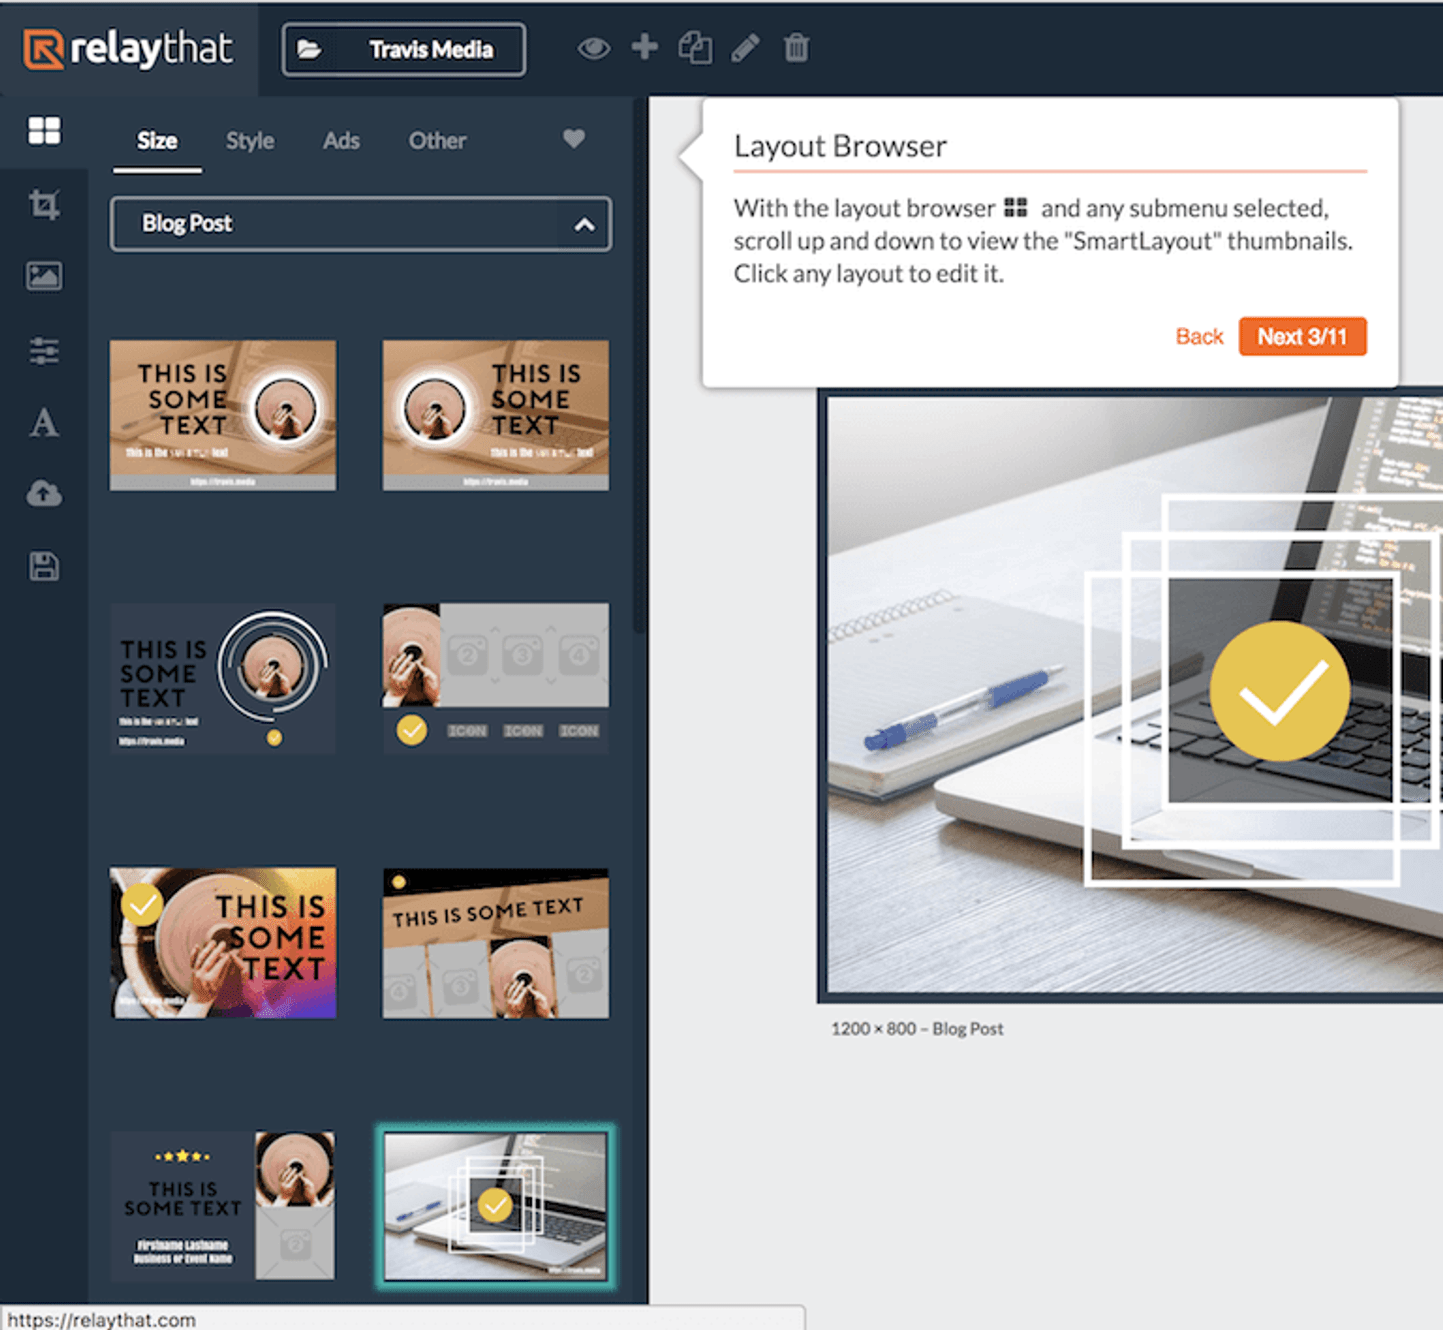 relaythat
Travis Media
Size Style Ads Other
Blog Post
Layout Browser
With the layout browser and any submenu selected,
scroll up and down to view the "SmartLayout" thumbnails.
Click any layout to edit it.
Back Next 3/11
THIS IS
SOME
TEXT
This is the text
https://travis.media
THIS IS
SOME
TEXT
This is the text
https://travis.media
THIS IS
SOME
TEXT
This is the text
https://travis.media
2 3 4
ICON ICON ICON
THIS IS
SOME
TEXT
https://travis.media
THIS IS SOME TEXT
4 3 2
THIS IS
SOME TEXT
Firstname Lastname
Business or Event Name
2
1200 × 800 – Blog Post
https://relaythat.com